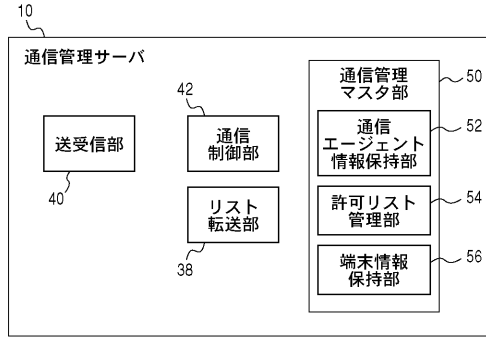 10
通信管理サーバ
送受信部
40
42
通信
制御部
リスト
転送部
38
通信管理
マスタ部
50
通信
エージェント
情報保持部
52
許可リスト
管理部
54
端末情報
保持部
56